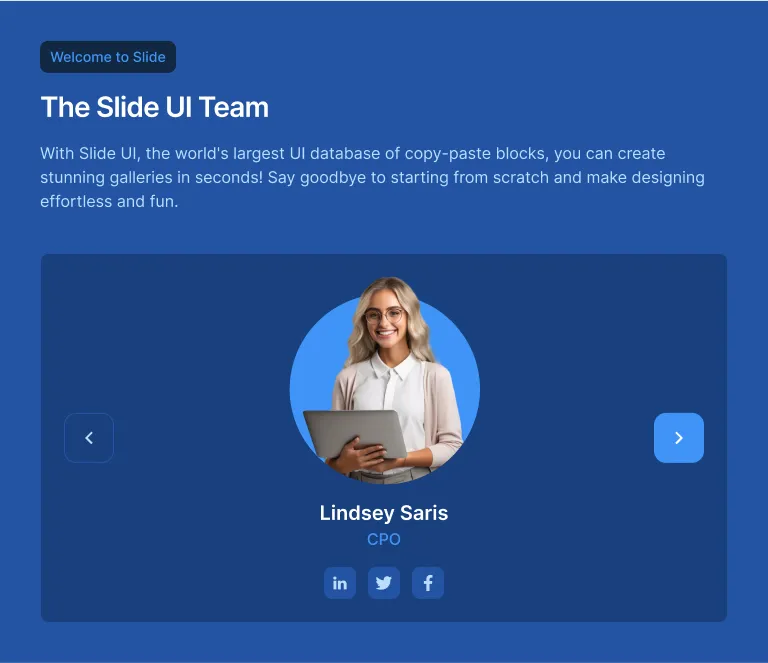 Welcome to Slide
The Slide UI Team
With Slide UI, the world's largest UI database of copy-paste blocks, you can create
stunning galleries in seconds! Say goodbye to starting from scratch and make designing
effortless and fun.
Lindsey Saris
CPO
in